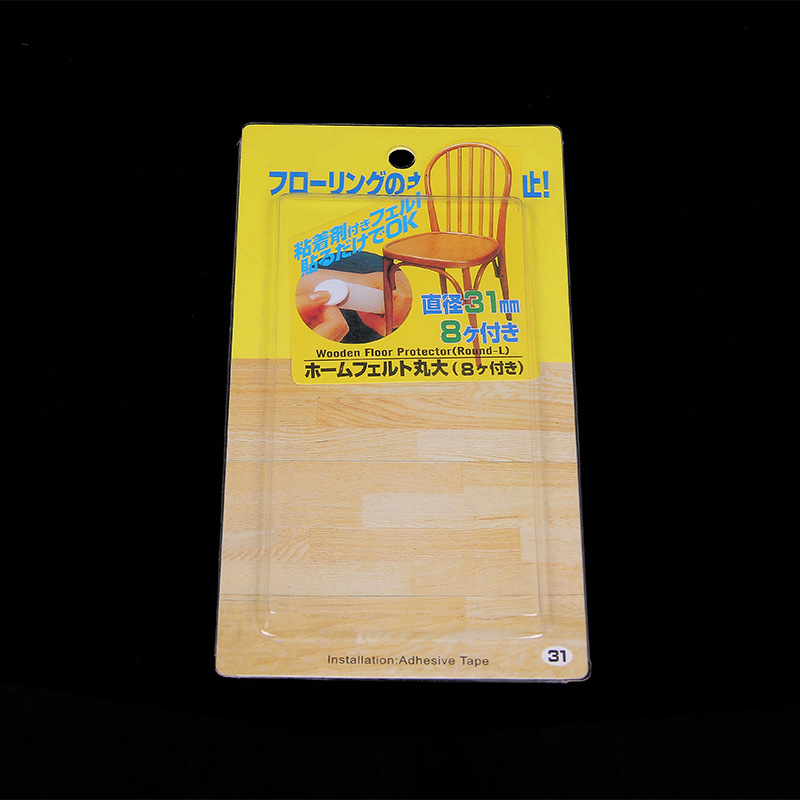 フローリングのキ 止!
粘着剤付きフェルト
貼るだけでOK
直径31mm
8ヶ付き
Wooden Floor Protector(Round-L)
ホームフェルト丸大(8ヶ付き)
Installation:Adhesive Tape
31